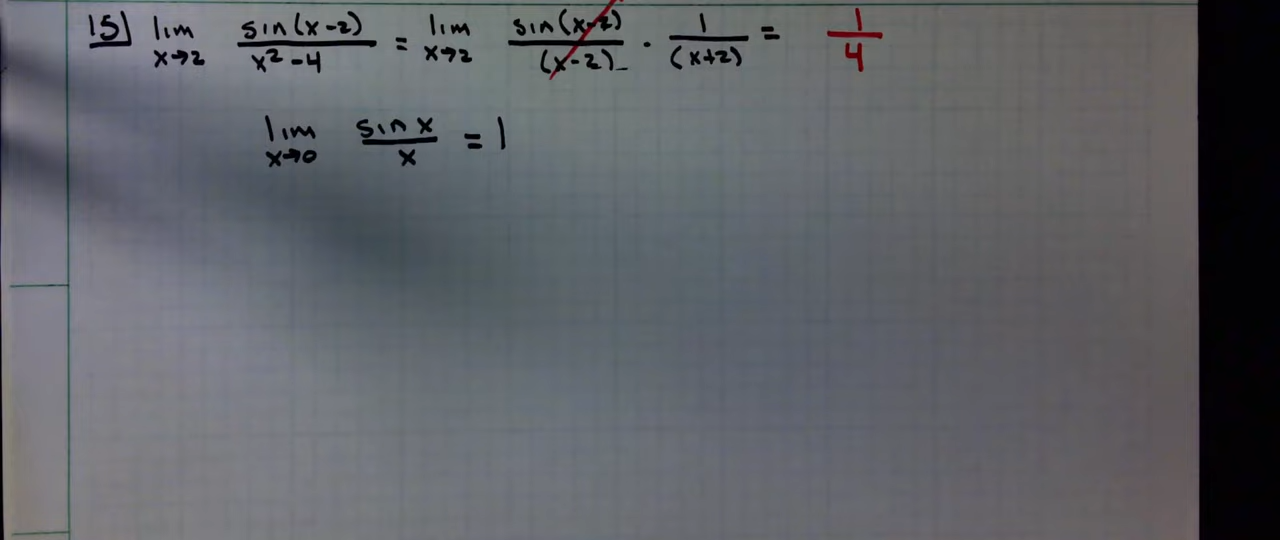 15) lim x→2 sin(x-2)/x²-4 = lim x→2 sin(x-2)/(x-2) · 1/(x+2) = 1/4
lim x→0 sin x/x = 1